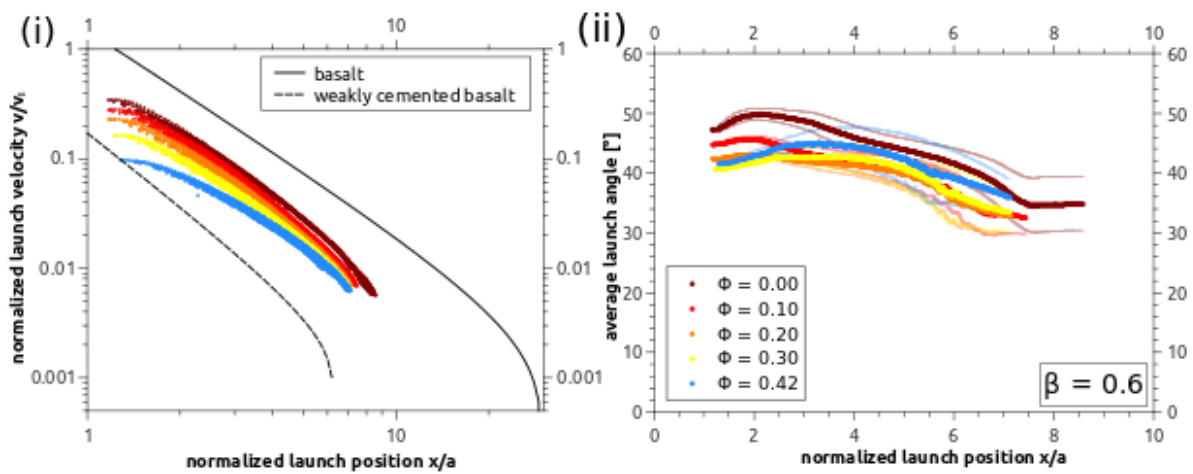 (i)
1
10
1
0.1
0.01
0.001
1
0.1
0.01
0.001
basalt
weakly cemented basalt
normalized launch velocity v/vᵢ
1
10
normalized launch position x/a
(ii)
0
2
4
6
8
10
60
50
40
30
20
10
0
60
50
40
30
20
10
0
average launch angle [°]
Φ = 0.00
Φ = 0.10
Φ = 0.20
Φ = 0.30
Φ = 0.42
β = 0.6
0
2
4
6
8
10
normalized launch position x/a